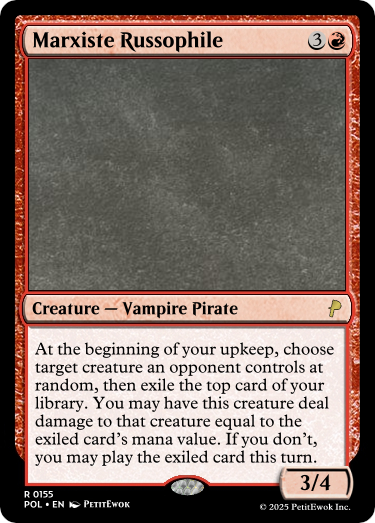 Marxiste Russophile 3
Creature — Vampire Pirate
At the beginning of your upkeep, choose
target creature an opponent controls at
random, then exile the top card of your
library. You may have this creature deal
damage to that creature equal to the
exiled card's mana value. If you don't,
you may play the exiled card this turn.
3/4
R 0155
POL • EN PetitEwok
© 2025 PetitEwok Inc.